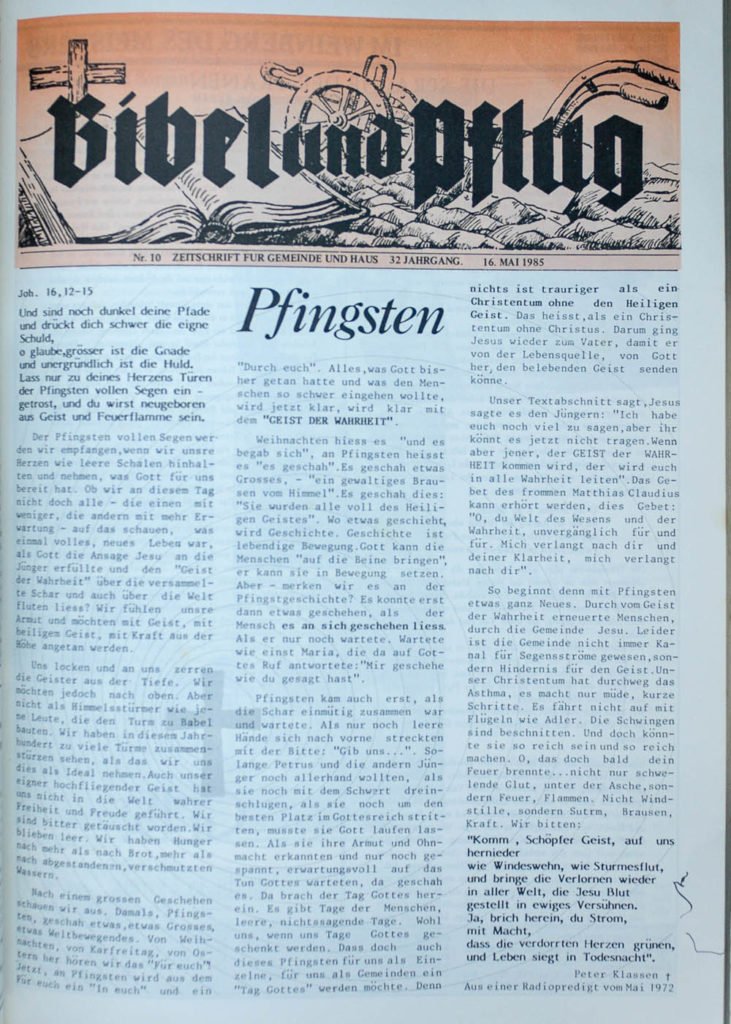 Bibel und Pflug
Nr. 10 ZEITSCHRIFT FUR GEMEINDE UND HAUS 32 JAHRGANG. 16. MAI 1985
Pfingsten
Joh. 16,12-15
Und sind noch dunkel deine Pfade
und drückt dich schwer die eigne
Schuld,
o glaube,grösser ist die Gnade
und unergründlich ist die Huld.
Lass nur zu deines Herzens Türen
der Pfingsten vollen Segen ein -
getrost, und du wirst neugeboren
aus Geist und Feuerflamme sein.
Der Pfingsten vollen Segen wer-
den wir empfangen,wenn wir unsre
Herzen wie leere Schalen hinhal-
ten und nehmen, was Gott für uns
bereit hat. Ob wir an diesem Tag
nicht doch alle - die einen mit
weniger, die andern mit mehr Er-
wartung - auf das schauen, was
einmal volles, neues Leben war,
als Gott die Ansage Jesu an die
Jünger erfüllte und den "Geist
der Wahrheit" über die versammel-
te Schar und auch über die Welt
fluten liess? Wir fühlen unsre
Armut und möchten mit Geist, mit
heiligem Geist, mit Kraft aus der
Höhe angetan werden.
Uns locken und an uns zerren
die Geister aus der Tiefe. Wir
möchten jedoch nach oben. Aber
nicht als Himmelsstürmer wie je-
ne Leute, die den Turm zu Babel
bauten. Wir haben in diesem Jahr-
hundert zu viele Türme zusammen-
stürzen sehen, als das wir uns
dies als Ideal nehmen.Auch unser
eigner hochfliegender Geist hat
uns nicht in die Welt wahrer
Freiheit und Freude geführt. Wir
sind bitter getäuscht worden.Wir
blieben leer. Wir haben Hunger
nach mehr als nach Brot,mehr als
nach abgestandenen,verschmutzten
Wassern.
Nach einem grossen Geschehen
schauen wir aus. Damals, Pfings-
ten, geschah etwas,etwas Grosses,
etwas Weltbewegendes. Von Weih-
nachten, von Karfreitag, von Os-
tern her hören wir das "Für euch"!
Jetzt, an Pfingsten wird aus dem
Für euch ein "In euch" und ein
"Durch euch". Alles,was Gott bis-
her getan hatte und was den Men-
schen so schwer eingehen wollte,
wird jetzt klar, wird klar mit
dem "GEIST DER WAHRHEIT".
Weihnachten hiess es "und es
begab sich", an Pfingsten heisst
es "es geschah".Es geschah etwas
Grosses, - "ein gewaltiges Brau-
sen vom Himmel".Es geschah dies:
"Sie wurden alle voll des Heili-
gen Geistes". Wo etwas geschieht,
wird Geschichte. Geschichte ist
lebendige Bewegung.Gott kann die
Menschen "auf die Beine bringen",
er kann sie in Bewegung setzen.
Aber - merken wir es an der
Pfingstgeschichte? Es konnte erst
dann etwas geschehen, als der
Mensch es an sich geschehen liess.
Als er nur noch wartete. Wartete
wie einst Maria, die da auf Got-
tes Ruf antwortete:"Mir geschehe
wie du gesagt hast".
Pfingsten kam auch erst, als
die Schar einmütig zusammen war
und wartete. Als nur noch leere
Hände sich nach vorne streckten
mit der Bitte: "Gib uns...". So-
lange Petrus und die andern Jün-
ger noch allerhand wollten, als
sie noch mit dem Schwert drein-
schlugen, als sie noch um den
besten Platz im Gottesreich strit-
ten, musste sie Gott laufen las-
sen. Als sie ihre Armut und Ohn-
macht erkannten und nur noch ge-
spannt, erwartungsvoll auf das
Tun Gottes warteten, da geschah
es. Da brach der Tag Gottes her-
ein. Es gibt Tage der Menschen,
leere, nichtssagende Tage. Wohl
uns, wenn uns Tage Gottes ge-
schenkt werden. Dass doch auch
dieses Pfingsten für uns als Ein-
zelne, für uns als Gemeinden ein
"Tag Gottes" werden möchte. Denn
nichts ist trauriger als ein
Christentum ohne den Heiligen
Geist. Das heisst,als ein Chris-
tentum ohne Christus. Darum ging
Jesus wieder zum Vater, damit er
von der Lebensquelle, von Gott
her,den belebenden Geist senden
könne.
Unser Textabschnitt sagt,Jesus
sagte es den Jüngern: "Ich habe
euch noch viel zu sagen,aber ihr
könnt es jetzt nicht tragen.Wenn
aber jener, der GEIST der WAHR-
HEIT kommen wird, der wird euch
in alle Wahrheit leiten".Das Ge-
bet des frommen Matthias Claudius
kann erhört werden, dies Gebet:
"O, du Welt des Wesens und der
Wahrheit, unvergänglich für und
für. Mich verlangt nach dir und
deiner Klarheit, mich verlangt
nach dir".
So beginnt denn mit Pfingsten
etwas ganz Neues. Durch vom Geist
der Wahrheit erneuerte Menschen,
durch die Gemeinde Jesu. Leider
ist die Gemeinde nicht immer Ka-
nal für Segensströme gewesen,son-
dern Hindernis für den Geist.Un-
ser Christentum hat durchweg das
Asthma, es macht nur müde, kurze
Schritte. Es fährt nicht auf mit
Flügeln wie Adler. Die Schwingen
sind beschnitten. Und doch könn-
te sie so reich sein und so reich
machen. O, das doch bald dein
Feuer brennte...nicht nur schwe-
lende Glut, unter der Asche,son-
dern Feuer, Flammen. Nicht Wind-
stille, sondern Sutrm, Brausen,
Kraft. Wir bitten:
"Komm , Schöpfer Geist, auf uns
hernieder
wie Windeswehn, wie Sturmesflut,
und bringe die Verlornen wieder
in aller Welt, die Jesu Blut
gestellt in ewiges Versühnen.
Ja, brich herein, du Strom,
mit Macht,
dass die verdorrten Herzen grünen,
und Leben siegt in Todesnacht".
Peter Klassen †
Aus einer Radiopredigt vom Mai 1972